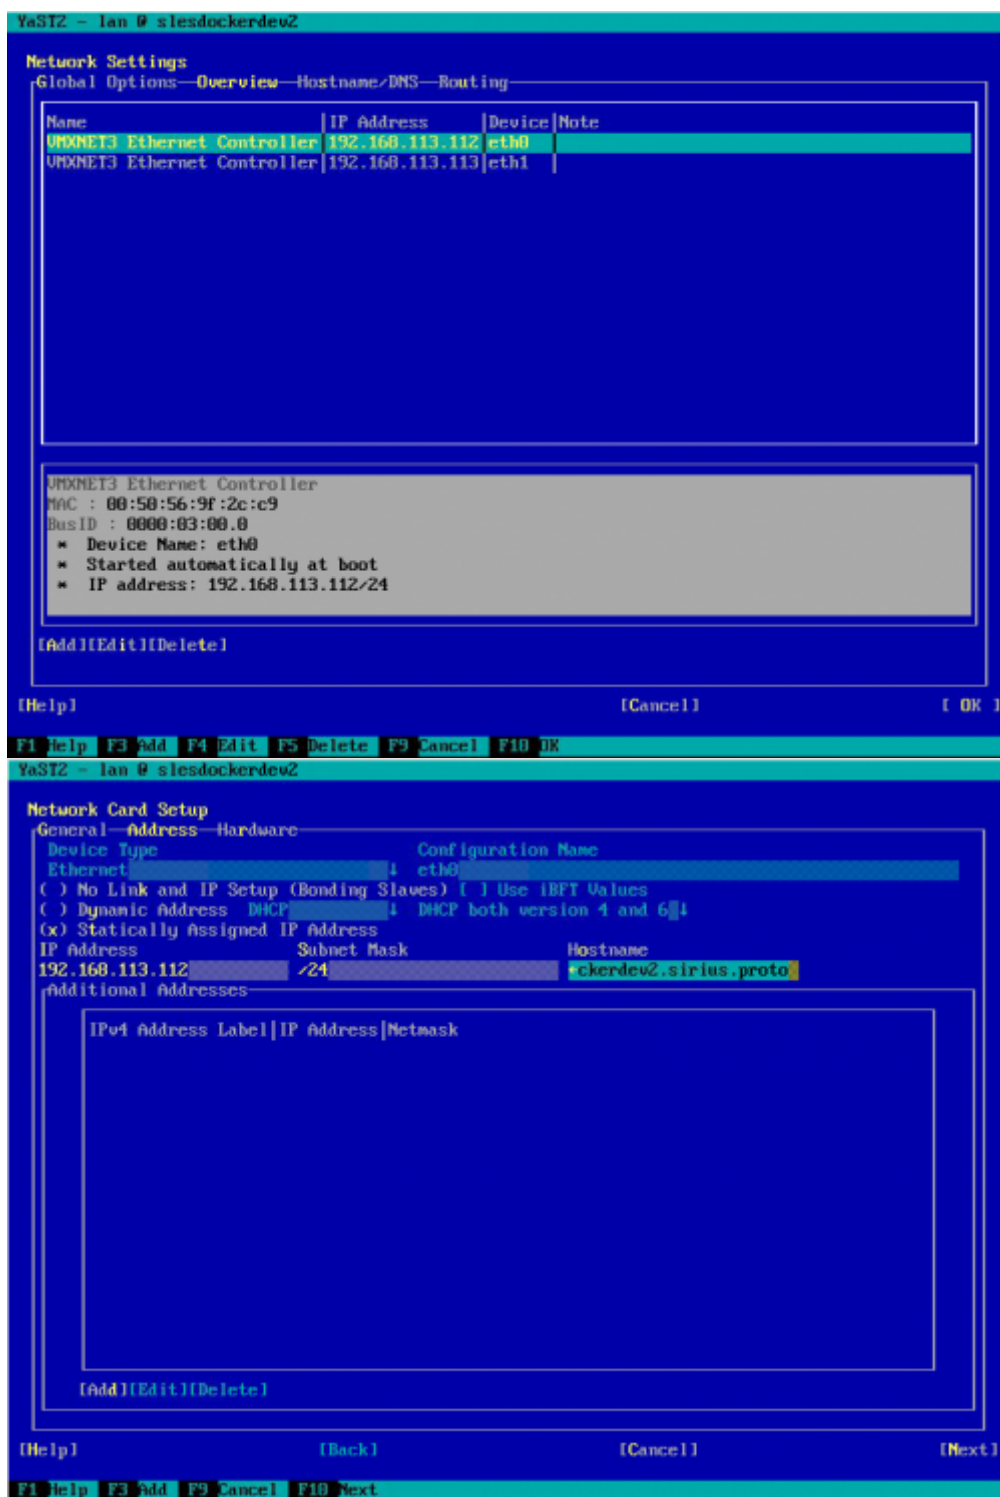 YaST2 - lan @ slesdockerdev2
Network Settings
Global Options—Overview—Hostname/DNS—Routing
Name |IP Address |Device|Note
VMXNET3 Ethernet Controller|192.168.113.112|eth0 |
VMXNET3 Ethernet Controller|192.168.113.113|eth1 |
VMXNET3 Ethernet Controller
MAC : 00:50:56:9f:2c:c9
BusID : 0000:03:00.0
* Device Name: eth0
* Started automatically at boot
* IP address: 192.168.113.112/24
[Add][Edit][Delete]
[Help] [Cancel] [ OK ]
F1 Help F3 Add F4 Edit F5 Delete F9 Cancel F10 OK
YaST2 - lan @ slesdockerdev2
Network Card Setup
General—Address—Hardware
Device Type Configuration Name
Ethernet↓ eth0
( ) No Link and IP Setup (Bonding Slaves) [ ] Use iBFT Values
( ) Dynamic Address DHCP↓ DHCP both version 4 and 6↓
(x) Statically Assigned IP Address
IP Address Subnet Mask Hostname
192.168.113.112 /24 ckerdev2.sirius.proto
Additional Addresses
IPv4 Address Label|IP Address|Netmask
[Add][Edit][Delete]
[Help] [Back] [Cancel] [Next]
F1 Help F3 Add F9 Cancel F10 Next